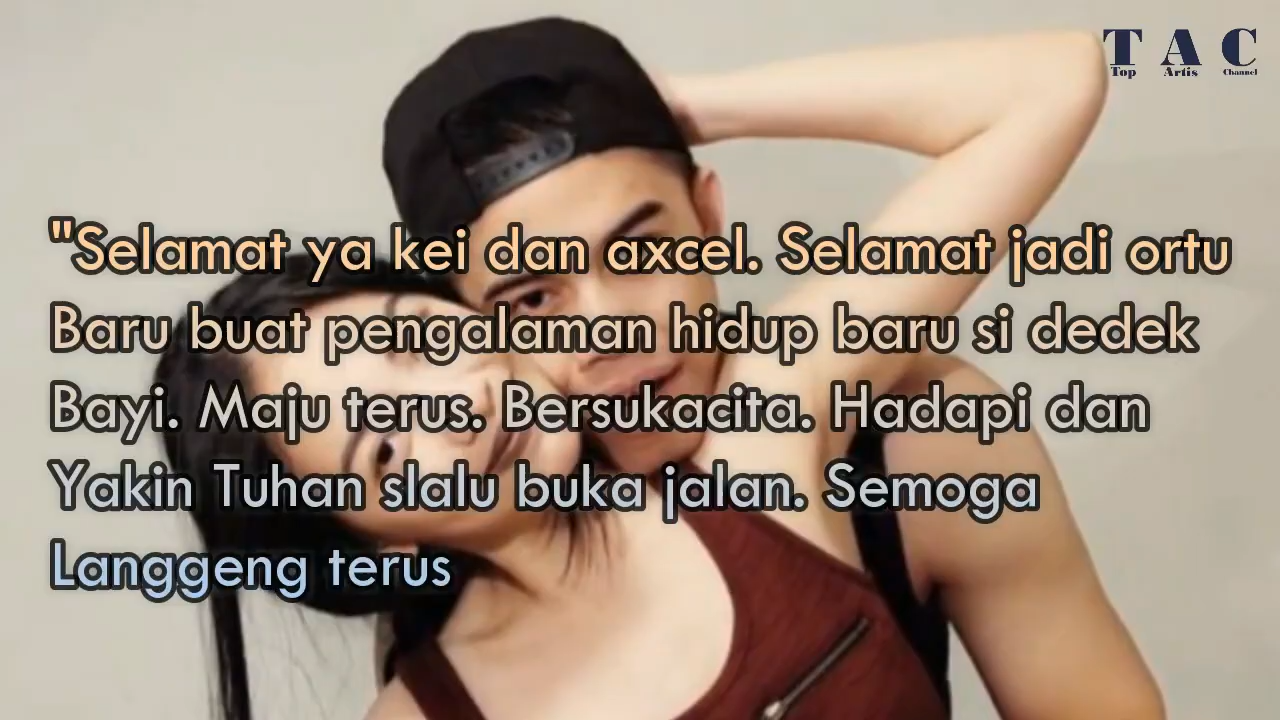 T A C
Top Artis Channel
"Selamat ya kei dan axcel. Selamat jadi ortu
Baru buat pengalaman hidup baru si dedek
Bayi. Maju terus. Bersukacita. Hadapi dan
Yakin Tuhan slalu buka jalan. Semoga
Langgeng terus